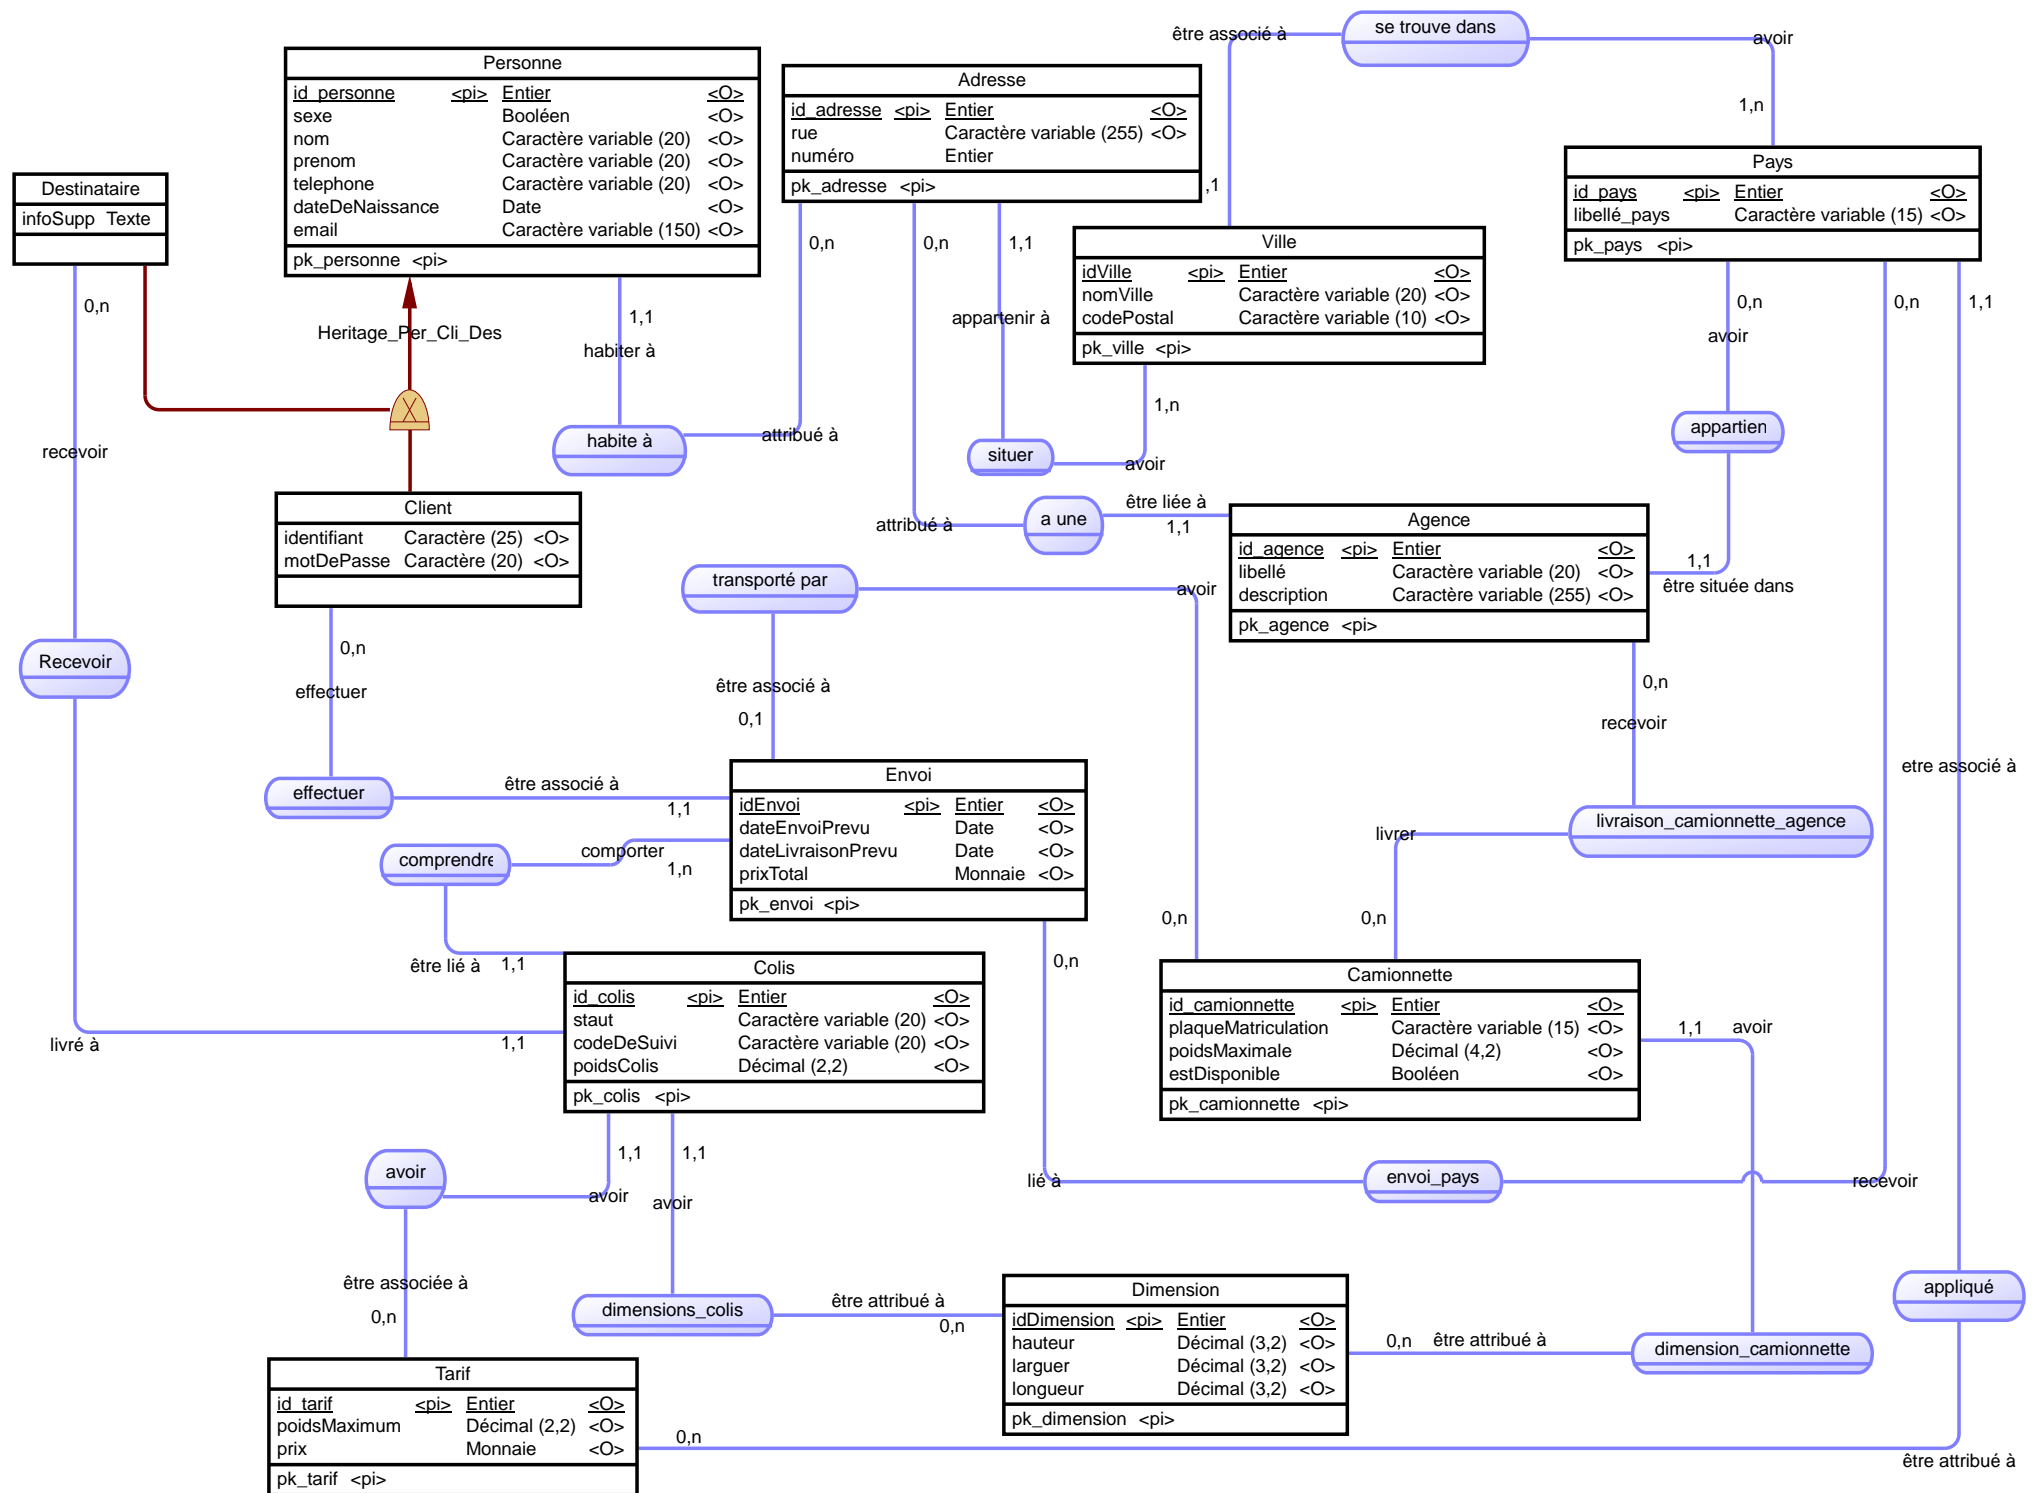 se trouve dans
être associé à
avoir
1,n
,1
Personne
id_personne <pi> Entier <O>
sexe Booléen <O>
nom Caractère variable (20) <O>
prenom Caractère variable (20) <O>
telephone Caractère variable (20) <O>
dateDeNaissance Date <O>
email Caractère variable (150) <O>
pk_personne <pi>
Adresse
id_adresse <pi> Entier <O>
rue Caractère variable (255) <O>
numéro Entier
pk_adresse <pi>
Pays
id_pays <pi> Entier <O>
libellé_pays Caractère variable (15) <O>
pk_pays <pi>
Destinataire
infoSupp Texte
Ville
idVille <pi> Entier <O>
nomVille Caractère variable (20) <O>
codePostal Caractère variable (10) <O>
pk_ville <pi>
0,n
recevoir
Heritage_Per_Cli_Des
1,1
habiter à
0,n
attribué à
habite à
0,n
attribué à
1,1
appartenir à
situer
1,n
avoir
0,n
avoir
appartien
1,1
être située dans
0,n
recevoir
1,1
etre associé à
a une
être liée à
1,1
Client
identifiant Caractère (25) <O>
motDePasse Caractère (20) <O>
Agence
id_agence <pi> Entier <O>
libellé Caractère variable (20) <O>
description Caractère variable (255) <O>
pk_agence <pi>
transporté par
avoir
0,n
être associé à
0,1
Recevoir
livré à
1,1
0,n
effectuer
effectuer
être associé à
1,1
0,n
recevoir
livraison_camionnette_agence
livrer
0,n
Envoi
idEnvoi <pi> Entier <O>
dateEnvoiPrevu Date <O>
dateLivraisonPrevu Date <O>
prixTotal Monnaie <O>
pk_envoi <pi>
comprendre
comporter
1,n
être lié à
1,1
0,n
lié à
envoi_pays
Colis
id_colis <pi> Entier <O>
staut Caractère variable (20) <O>
codeDeSuivi Caractère variable (20) <O>
poidsColis Décimal (2,2) <O>
pk_colis <pi>
Camionnette
id_camionnette <pi> Entier <O>
plaqueMatriculation Caractère variable (15) <O>
poidsMaximale Décimal (4,2) <O>
estDisponible Booléen <O>
pk_camionnette <pi>
1,1
avoir
avoir
1,1
avoir
1,1
avoir
être associée à
0,n
dimensions_colis
être attribué à
0,n
Dimension
idDimension <pi> Entier <O>
hauteur Décimal (3,2) <O>
larguer Décimal (3,2) <O>
longueur Décimal (3,2) <O>
pk_dimension <pi>
0,n
être attribué à
dimension_camionnette
appliqué
Tarif
id_tarif <pi> Entier <O>
poidsMaximum Décimal (2,2) <O>
prix Monnaie <O>
pk_tarif <pi>
0,n
être attribué à